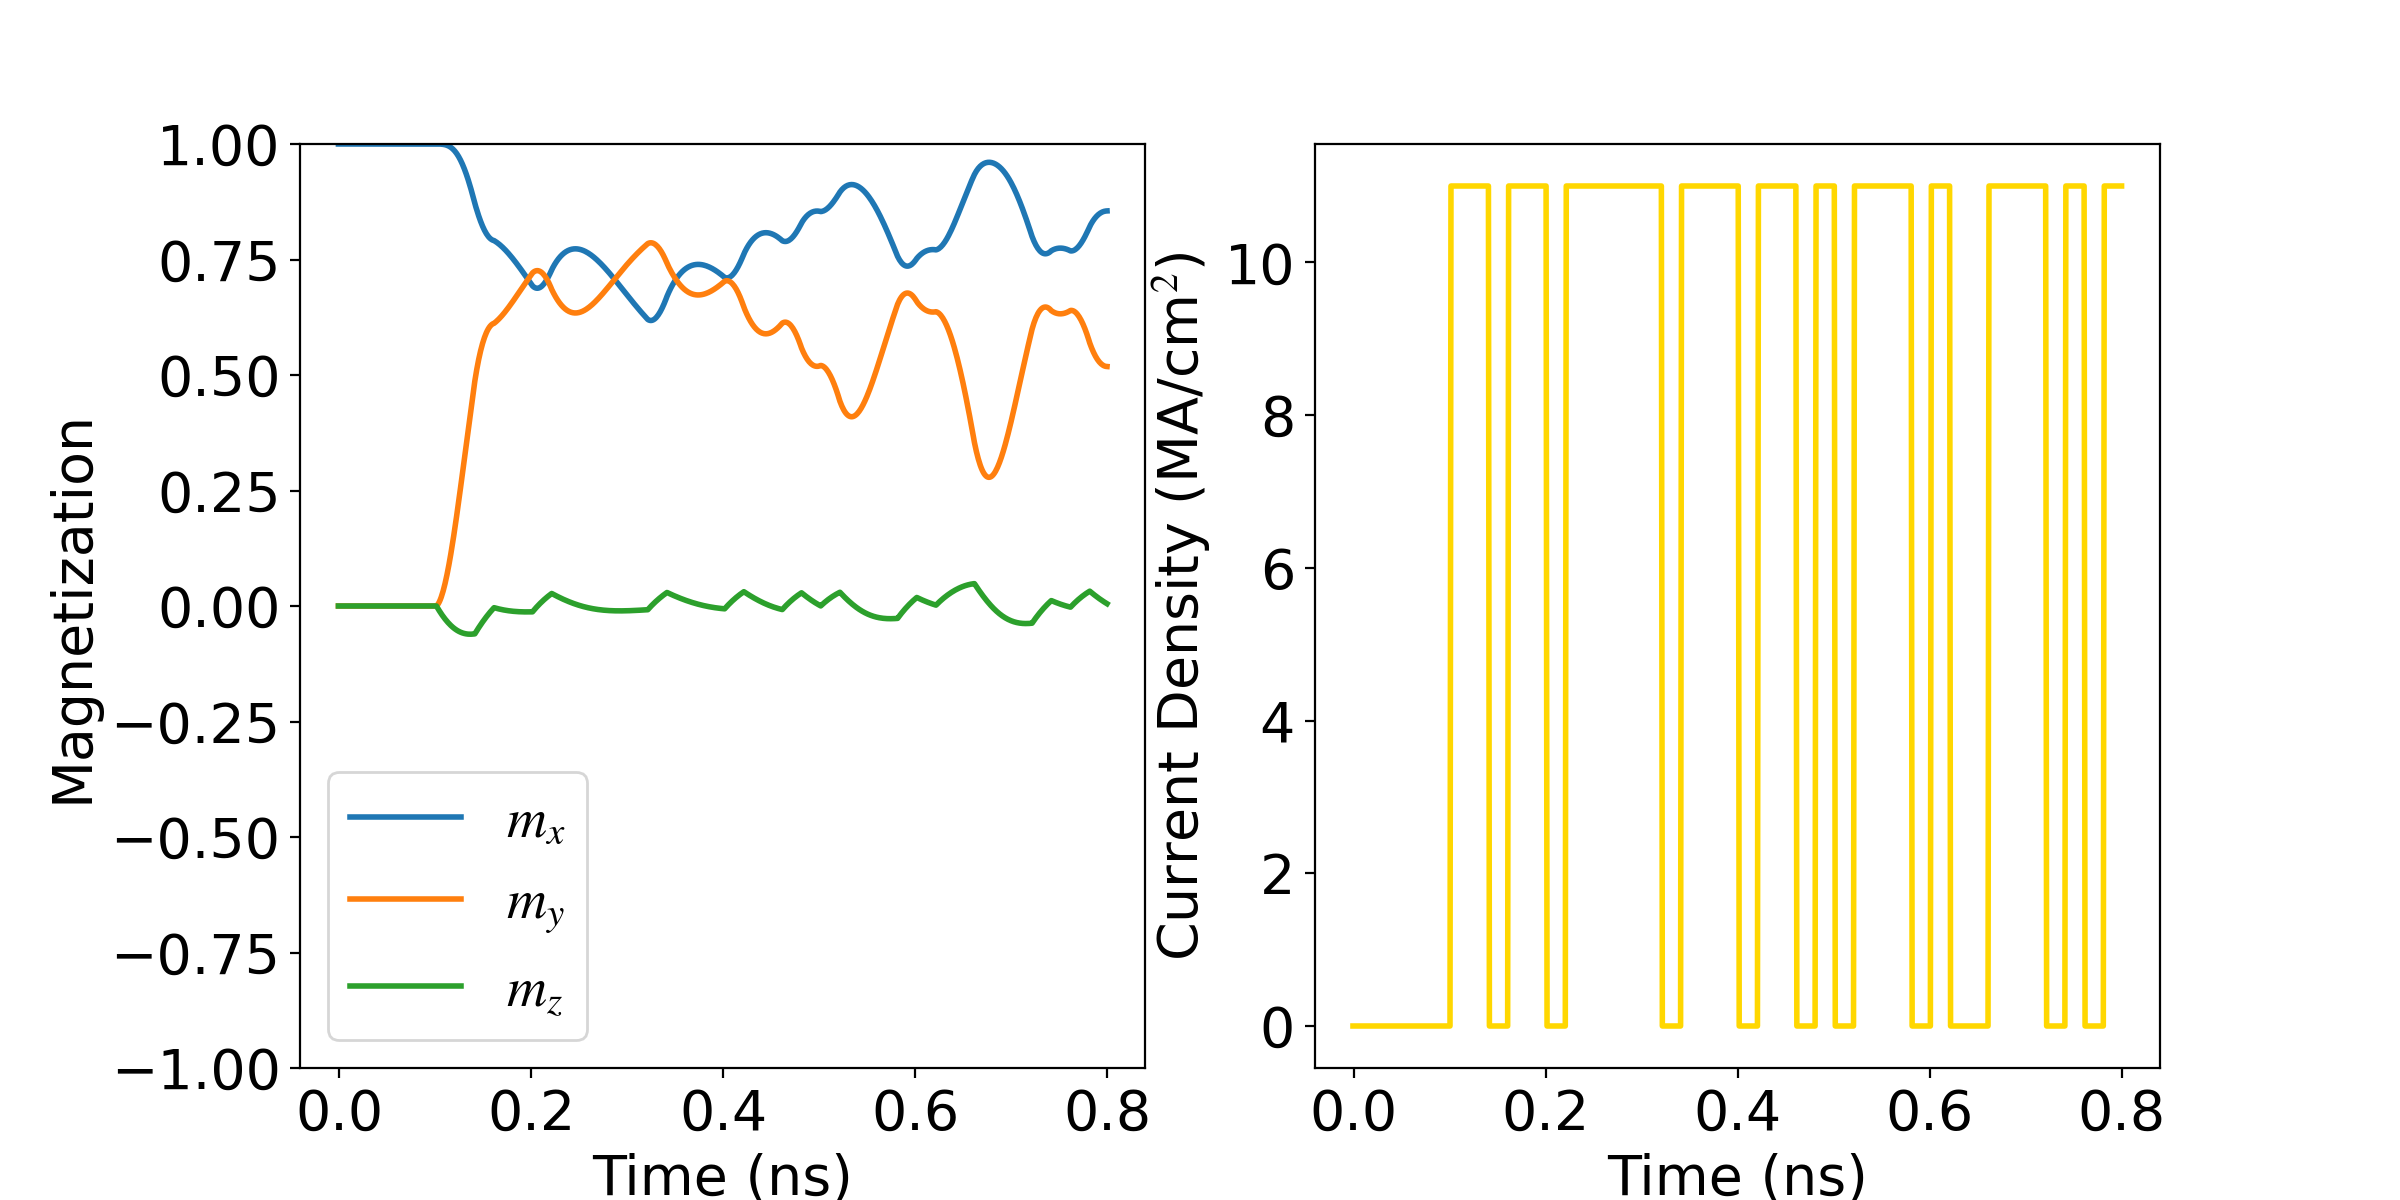 1.00
0.75
0.50
0.25
0.00
−0.25
−0.50
−0.75
−1.00
Magnetization
m_x
m_y
m_z
0.0 0.2 0.4 0.6 0.8
Time (ns)
Current Density (MA/cm²)
10
8
6
4
2
0
0.0 0.2 0.4 0.6 0.8
Time (ns)